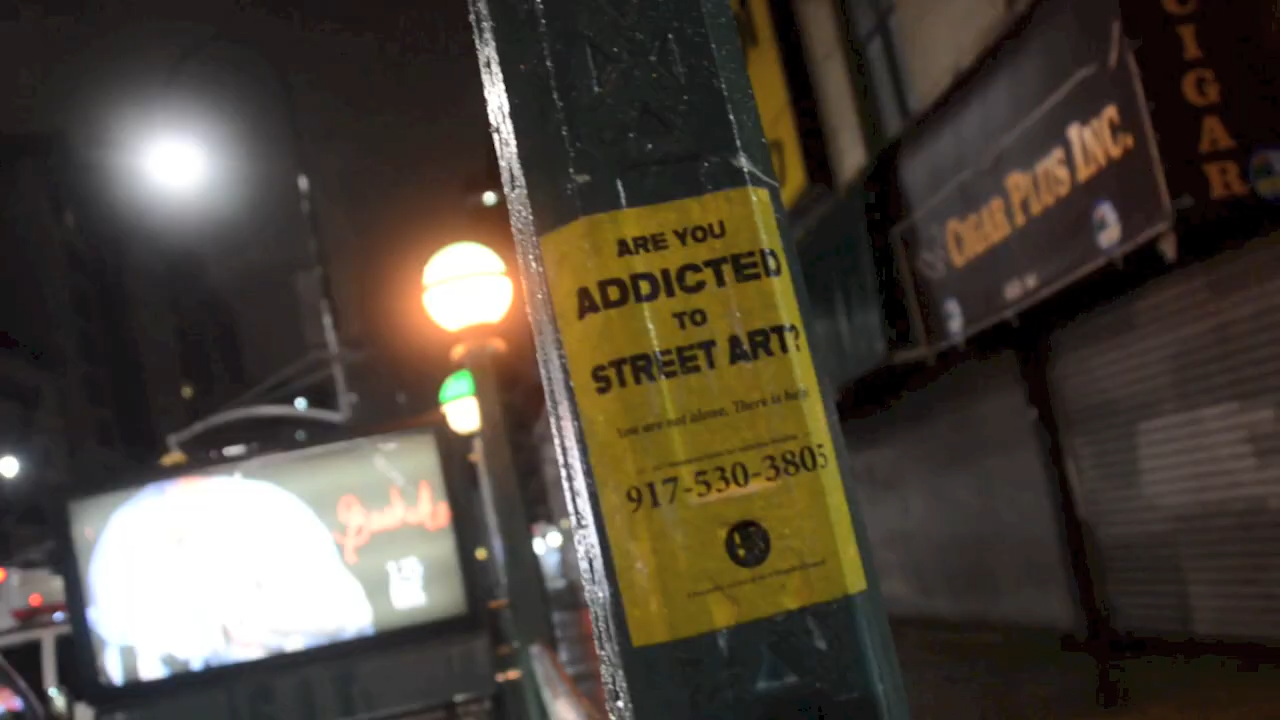 ARE YOU
ADDICTED
TO
STREET ART?
You are not alone. There is help
917-530-3805
CIGAR PLUS INC.
CIGAR